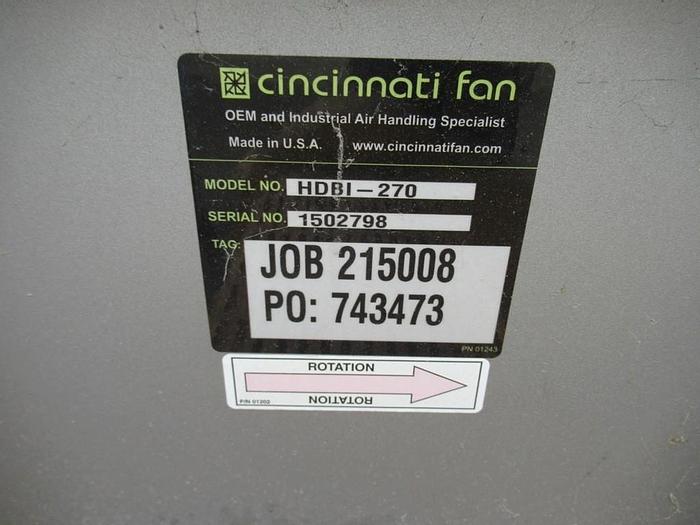 cincinnati fan
OEM and Industrial Air Handling Specialist
Made in U.S.A. www.cincinnatifan.com
MODEL NO. HDBI-270
SERIAL NO. 1502798
TAG: JOB 215008
PO: 743473
PN 01243
ROTATION
P/N 01202 ROTATION